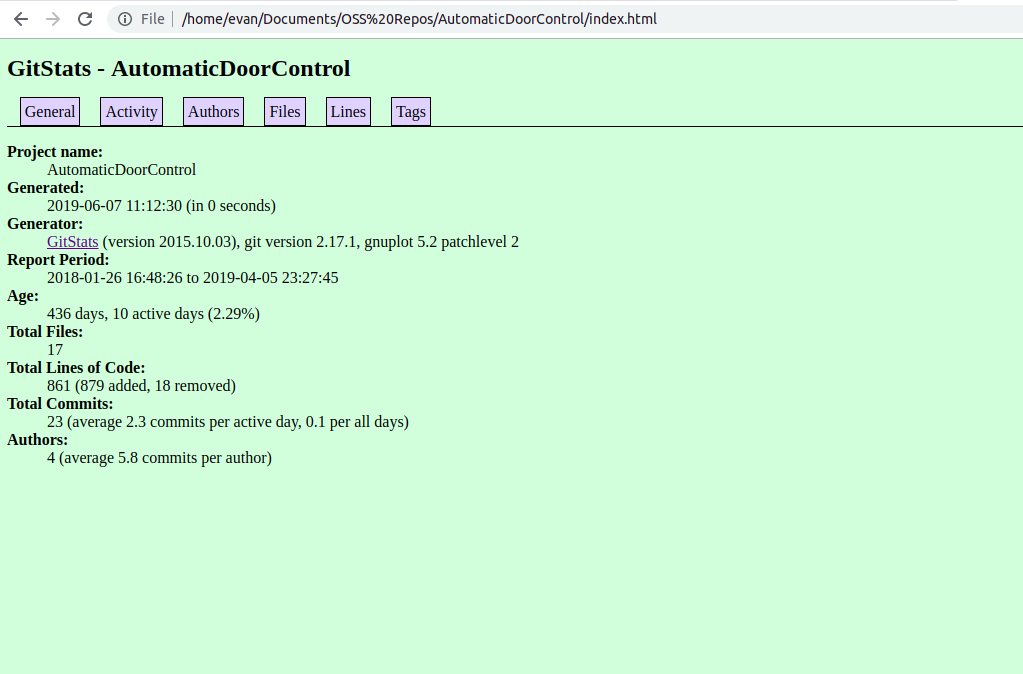 File | /home/evan/Documents/OSS%20Repos/AutomaticDoorControl/index.html
GitStats - AutomaticDoorControl
General Activity Authors Files Lines Tags
Project name:
AutomaticDoorControl
Generated:
2019-06-07 11:12:30 (in 0 seconds)
Generator:
GitStats (version 2015.10.03), git version 2.17.1, gnuplot 5.2 patchlevel 2
Report Period:
2018-01-26 16:48:26 to 2019-04-05 23:27:45
Age:
436 days, 10 active days (2.29%)
Total Files:
17
Total Lines of Code:
861 (879 added, 18 removed)
Total Commits:
23 (average 2.3 commits per active day, 0.1 per all days)
Authors:
4 (average 5.8 commits per author)